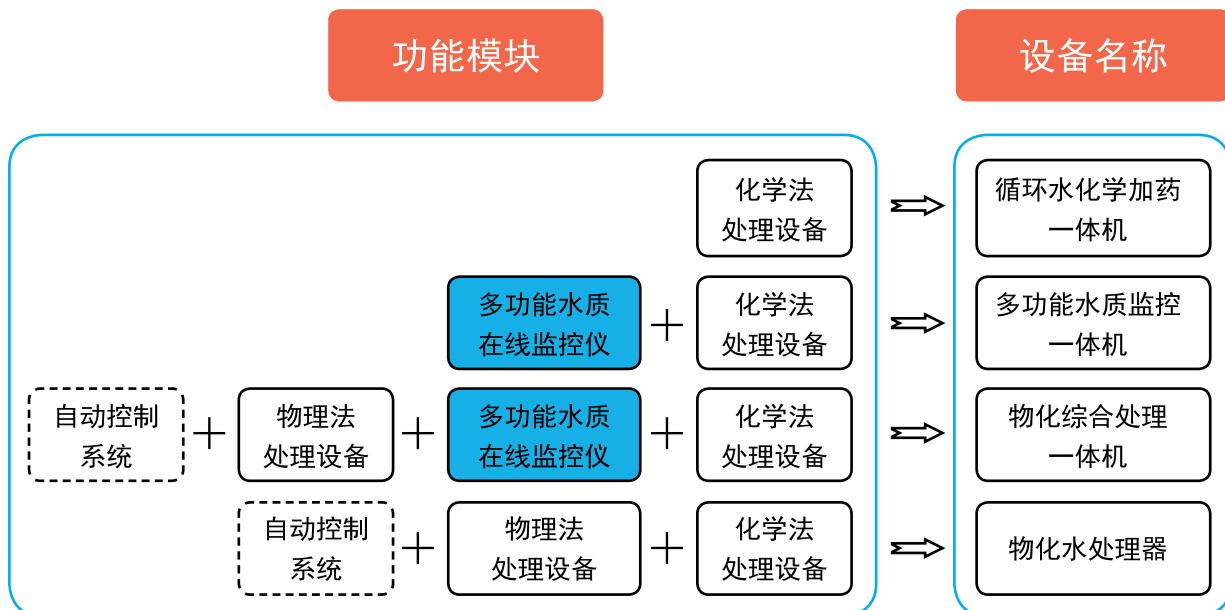 功能模块
设备名称
化学法
处理设备
循环水化学加药
一体机
多功能水质
在线监控仪
+
化学法
处理设备
多功能水质监控
一体机
自动控制
系统
+
物理法
处理设备
+
多功能水质
在线监控仪
+
化学法
处理设备
物化综合处理
一体机
自动控制
系统
+
物理法
处理设备
+
化学法
处理设备
物化水处理器